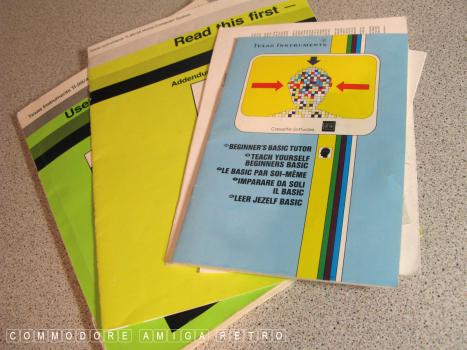 Read this first –
Addendu
Use
Texas Instruments
TEXAS INSTRUMENTS
Cassette Software
BEGINNER'S BASIC TUTOR
TEACH YOURSELF
BEGINNERS BASIC
LE BASIC PAR SOI-MÊME
IMPARARE DA SOLI
IL BASIC
LEER JEZELF BASIC
COMMODORE AMIGA RETRO